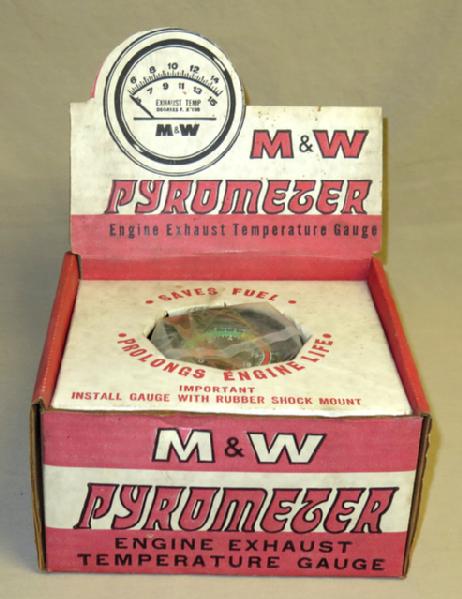 6 8 10 12 14
5 7 9 11 13 15
EXHAUST TEMP
DEGREES F. X 100
M&W
M & W
PYROMETER
Engine Exhaust Temperature Gauge
• SAVES FUEL •
• PROLONGS ENGINE LIFE •
IMPORTANT
INSTALL GAUGE WITH RUBBER SHOCK MOUNT
M & W
PYROMETER
ENGINE EXHAUST
TEMPERATURE GAUGE